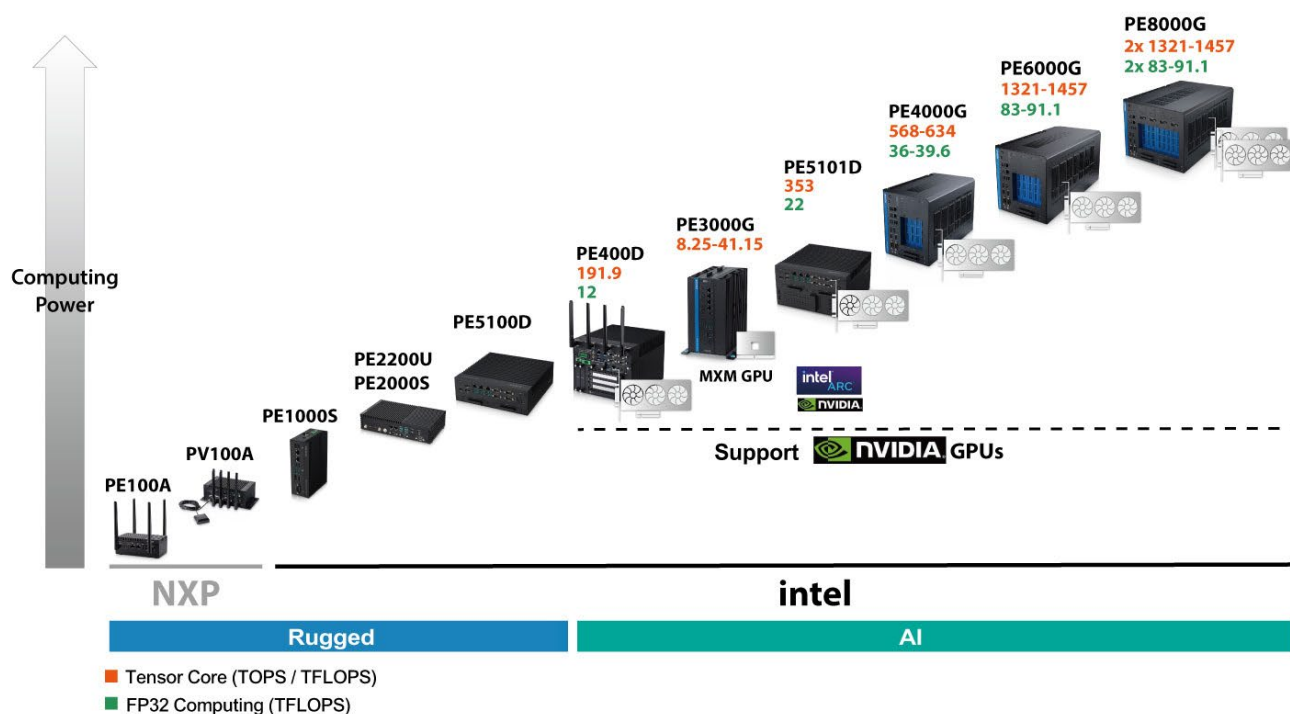 PE8000G
2x 1321-1457
2x 83-91.1
PE6000G
1321-1457
83-91.1
PE4000G
568-634
36-39.6
PE5101D
353
22
PE3000G
8.25-41.15
PE400D
191.9
12
Computing
Power
PE5100D
PE2200U
PE2000S
MXM GPU
intel
ARC
NVIDIA
PE1000S
Support NVIDIA. GPUs
PV100A
PE100A
NXP
intel
Rugged
AI
Tensor Core (TOPS / TFLOPS)
FP32 Computing (TFLOPS)